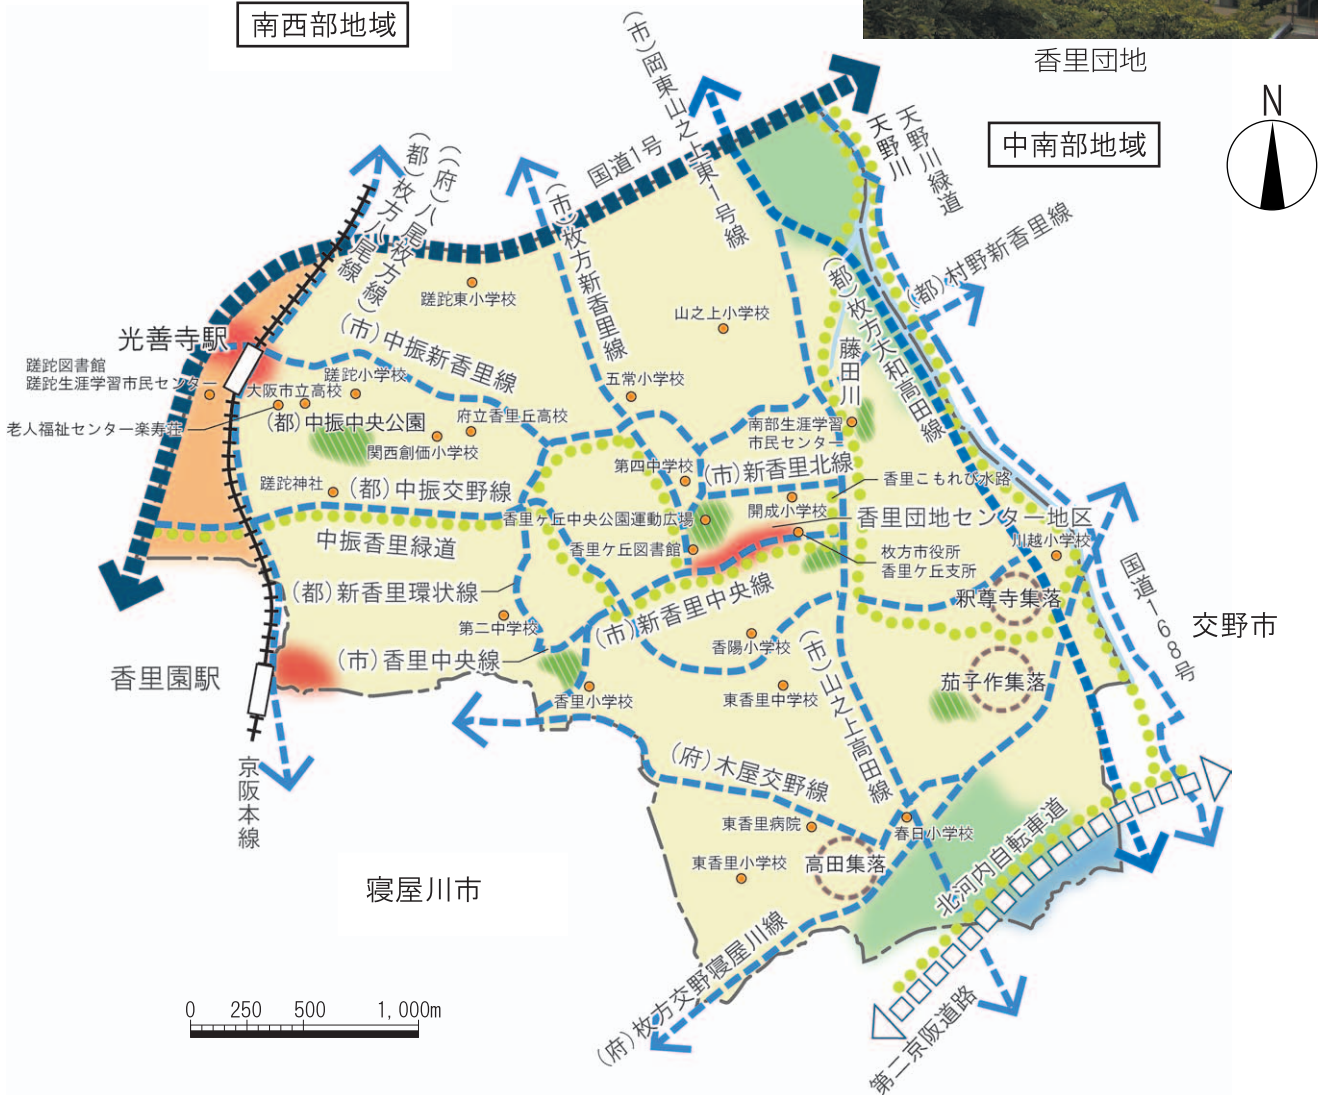 南西部地域
香里団地
中南部地域
N
国道1号
(市)岡東山之上東1号線
天野川
天野川緑道
(都)枚方八尾線
((府)八尾枚方線)
(市)枚方新香里線
(都)村野新香里線
(都)枚方大和高田線
蹉跎東小学校
山之上小学校
光善寺駅
(市)中振新香里線
藤田川
蹉跎図書館
蹉跎生涯学習市民センター
大阪市立高校
蹉跎小学校
五常小学校
老人福祉センター楽寿荘
(都)中振中央公園
府立香里丘高校
関西創価小学校
南部生涯学習
市民センター
第四中学校
(市)新香里北線
香里こもれび水路
蹉跎神社
(都)中振交野線
開成小学校
香里ヶ丘中央公園運動広場
香里団地センター地区
中振香里緑道
香里ケ丘図書館
枚方市役所
香里ケ丘支所
川越小学校
国道168号
(都)新香里環状線
(市)新香里中央線
釈尊寺集落
交野市
第二中学校
香陽小学校
(市)山之上高田線
(市)香里中央線
香里園駅
香里小学校
東香里中学校
茄子作集落
京阪本線
(府)木屋交野線
東香里病院
春日小学校
北河内自転車道
東香里小学校
高田集落
寝屋川市
(府)枚方交野寝屋川線
第二京阪道路
0 250 500 1,000m